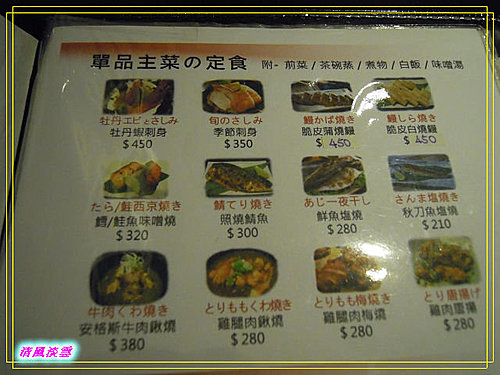 單品主菜の定食 附- 前菜 / 茶碗蒸 / 煮物 / 白飯 / 味噌湯
牡丹エビとさしみ
牡丹蝦刺身
$450
旬のさしみ
季節刺身
$350
鰻かば燒き
脆皮蒲燒鰻
$450
鰻しら燒き
脆皮白燒鰻
$450
たら/鮭西京燒き
鱈/鮭魚味噌燒
$320
鯖てり燒き
照燒鯖魚
$300
あじ一夜干し
鮮魚塩燒
$280
さんま塩燒き
秋刀魚塩燒
$210
牛肉くわ燒き
安格斯牛肉鍬燒
$380
とりももくわ燒き
雞腿肉鍬燒
$280
とりもも梅燒き
雞腿肉梅燒
$280
とり唐揚げ
雞肉唐揚
$280
清風淡雲